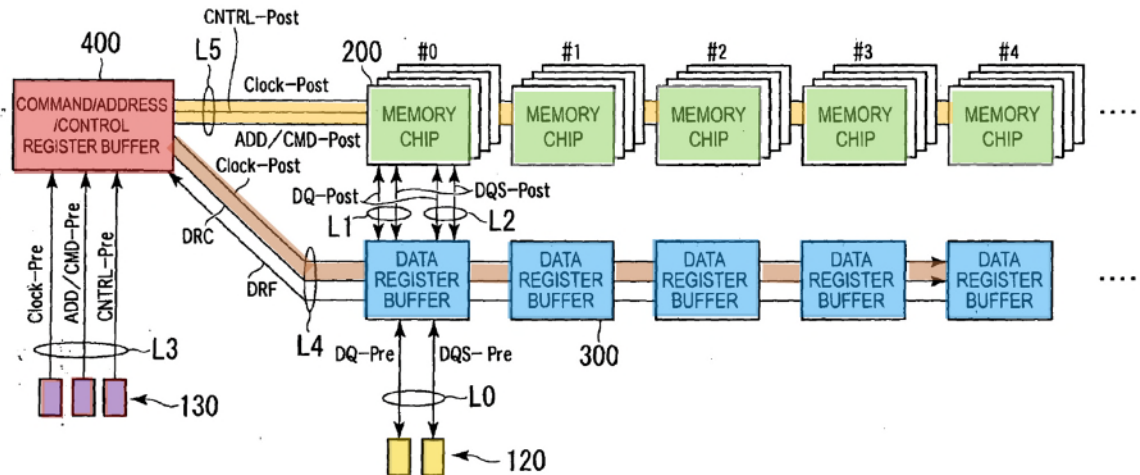 CNTRL-Post
400
L5
Clock-Post
200
#0
#1
#2
#3
#4
COMMAND/ADDRESS
/CONTROL
REGISTER BUFFER
MEMORY
CHIP
MEMORY
CHIP
MEMORY
CHIP
MEMORY
CHIP
MEMORY
CHIP
....
ADD/CMD-Post
Clock-Post
DQ-Post
DQS-Post
L1
L2
DRC
DRF
L4
DATA
REGISTER
BUFFER
DATA
REGISTER
BUFFER
DATA
REGISTER
BUFFER
DATA
REGISTER
BUFFER
DATA
REGISTER
BUFFER
....
300
Clock-Pre
ADD/CMD-Pre
CNTRL-Pre
L3
130
DQ-Pre
DQS-Pre
L0
120